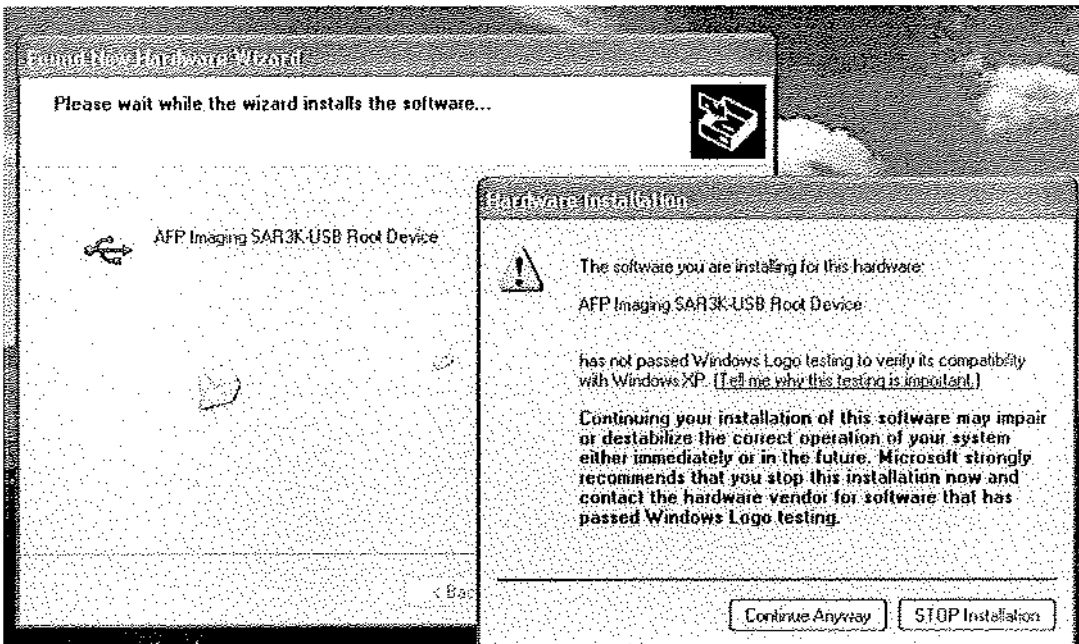 Found New Hardware Wizard
Please wait while the wizard installs the software...
AFP Imaging SAR3K-USB Root Device
< Bac
Hardware Installation
The software you are installing for this hardware:
AFP Imaging SAR3K-USB Root Device
has not passed Windows Logo testing to verify its compatibility
with Windows XP. (Tell me why this testing is important.)
Continuing your installation of this software may impair
or destabilize the correct operation of your system
either immediately or in the future. Microsoft strongly
recommends that you stop this installation now and
contact the hardware vendor for software that has
passed Windows Logo testing.
Continue Anyway
STOP Installation